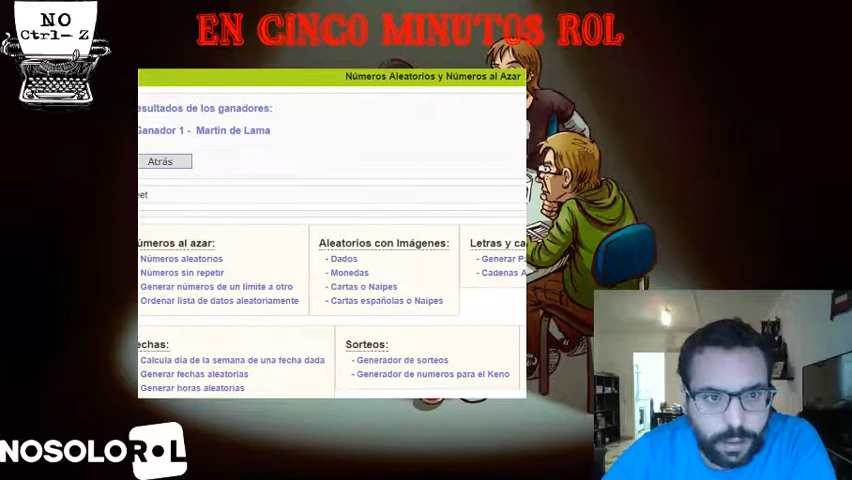 NO
Ctrl-Z
EN CINCO MINUTOS ROL
Números Aleatorios y Números al Azar
esultados de los ganadores:
Ganador 1 - Martin de Lama
Atrás
eet
úmeros al azar:
Números aleatorios
Números sin repetir
Generar números de un límite a otro
Ordenar lista de datos aleatoriamente
Aleatorios con Imágenes:
- Dados
- Monedas
- Cartas o Naipes
- Cartas españolas o Naipes
Letras y ca
- Generar Pa
- Cadenas A
echas:
Calcula día de la semana de una fecha dada
Generar fechas aleatorias
Generar horas aleatorias
Sorteos:
- Generador de sorteos
- Generador de numeros para el Keno
NOSOLOROL